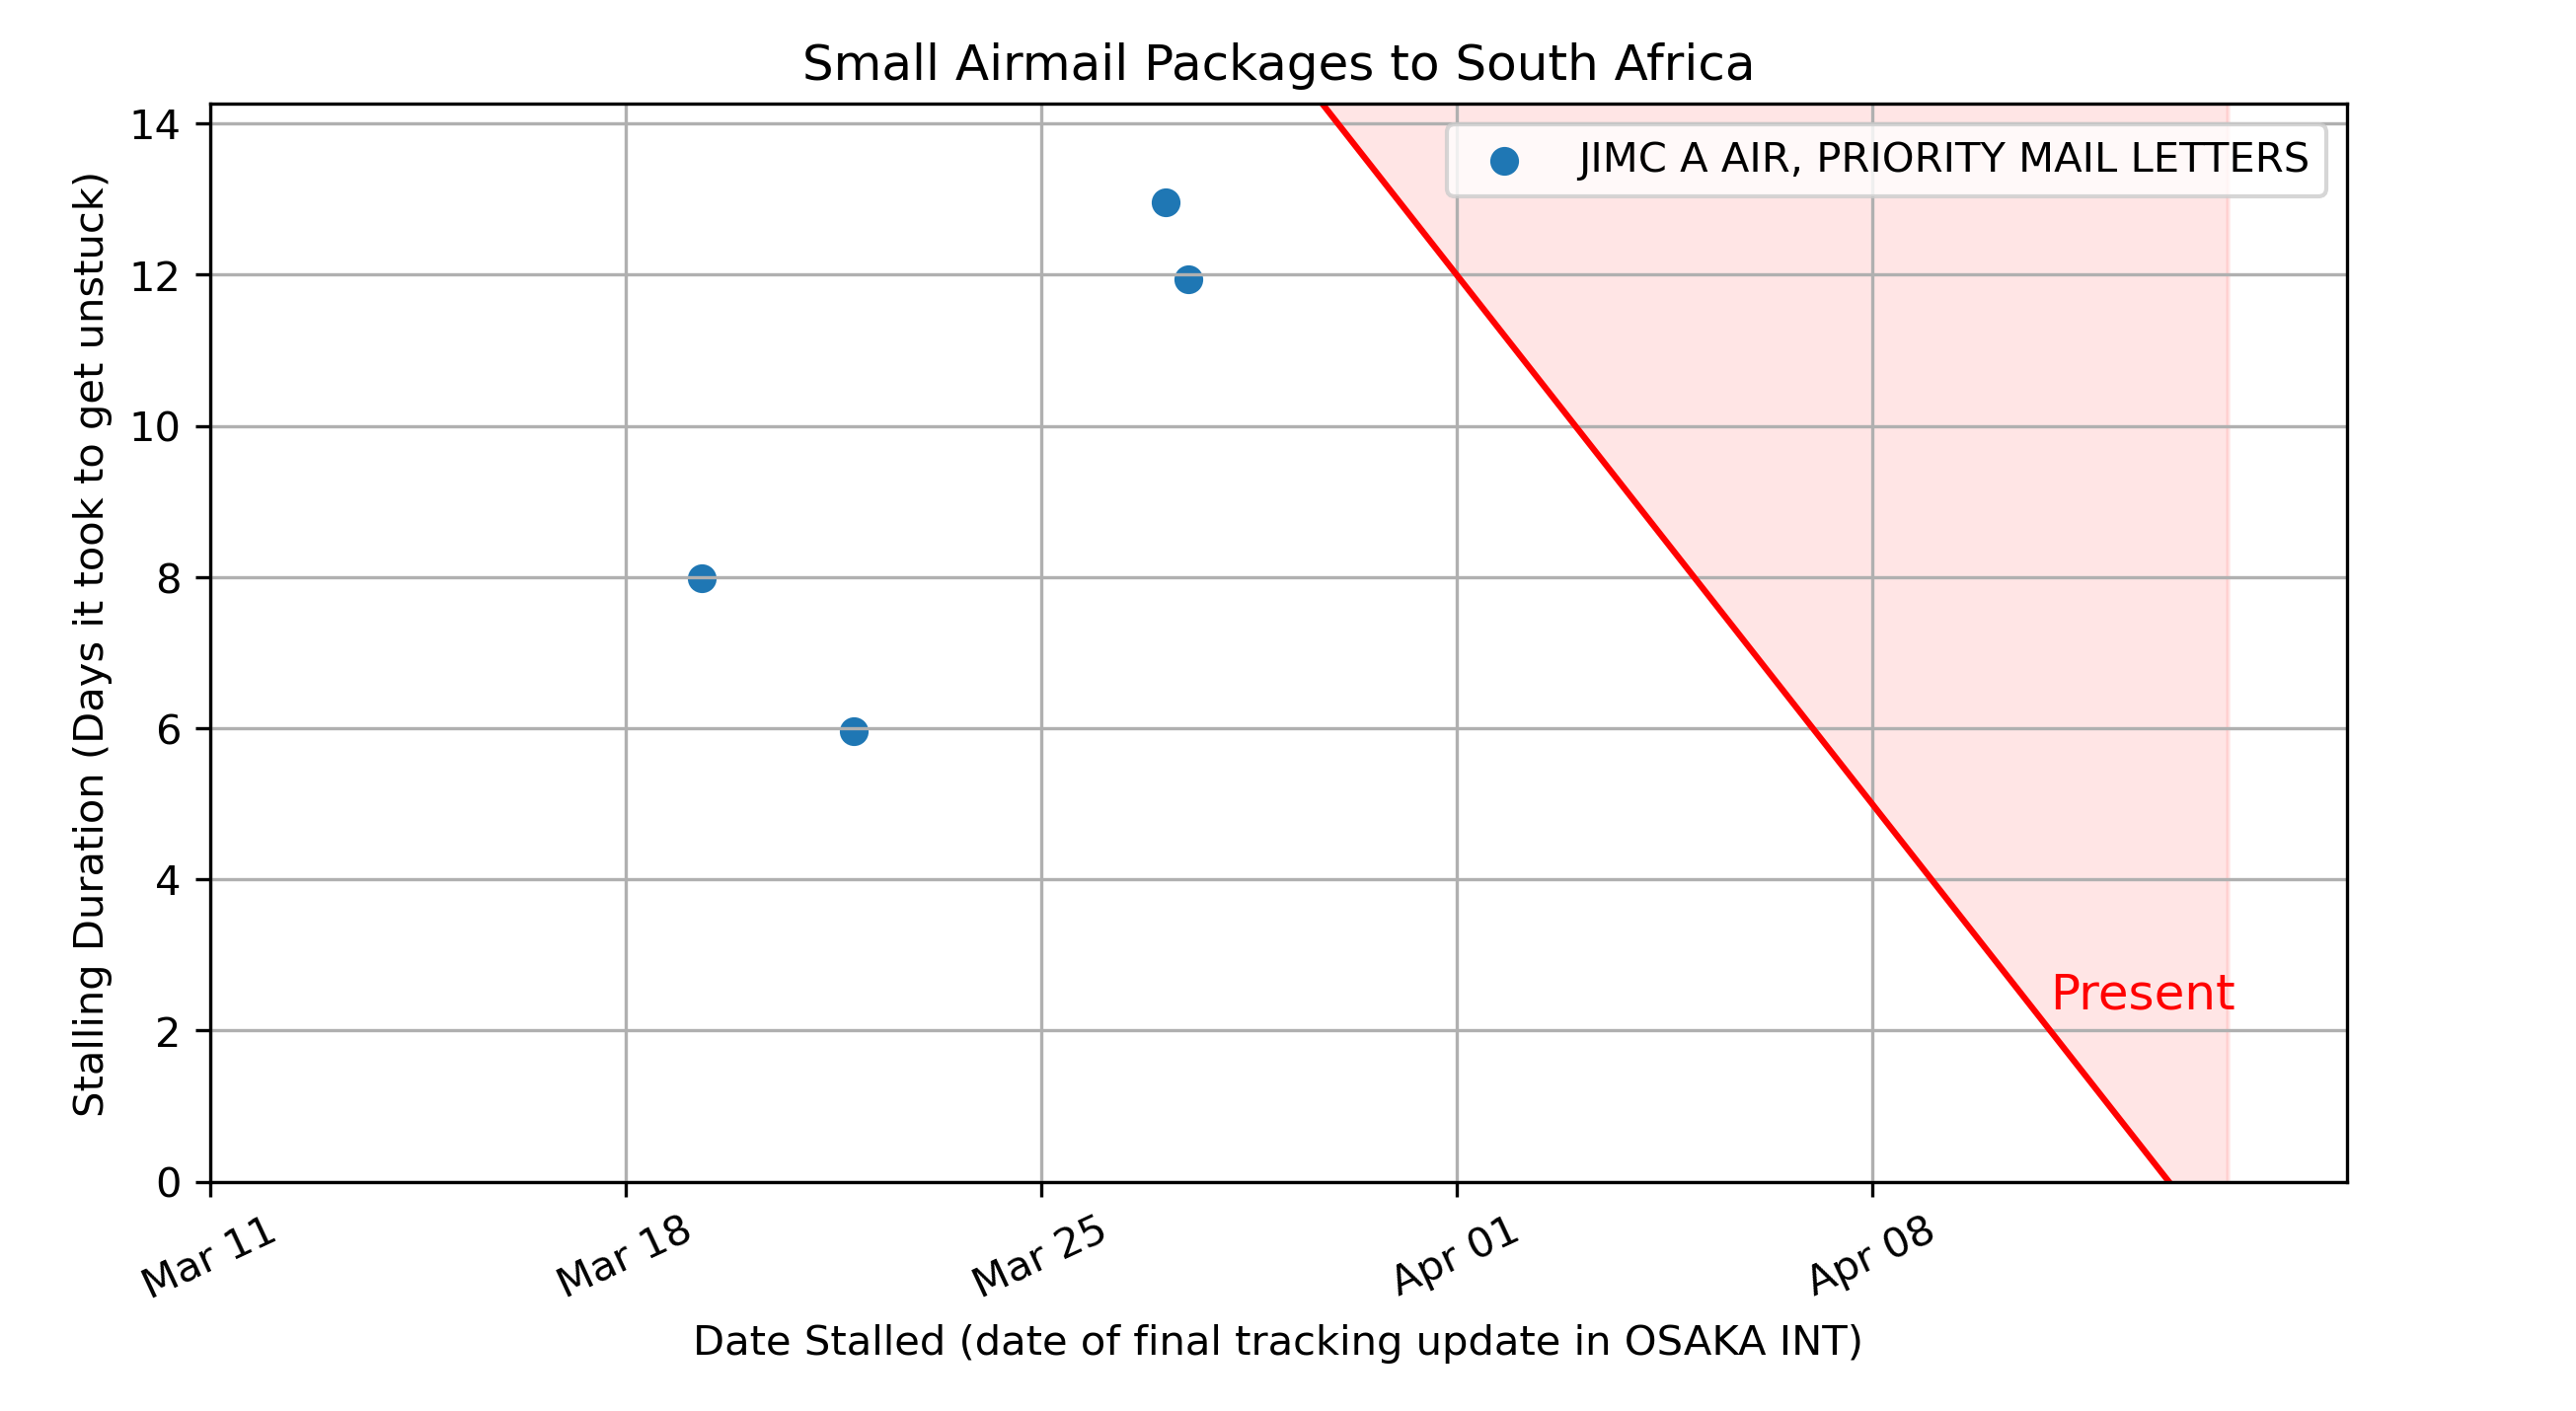 Small Airmail Packages to South Africa
JIMC A AIR, PRIORITY MAIL LETTERS
Stalling Duration (Days it took to get unstuck)
14
12
10
8
6
4
2
0
Present
Mar 11
Mar 18
Mar 25
Apr 01
Apr 08
Date Stalled (date of final tracking update in OSAKA INT)